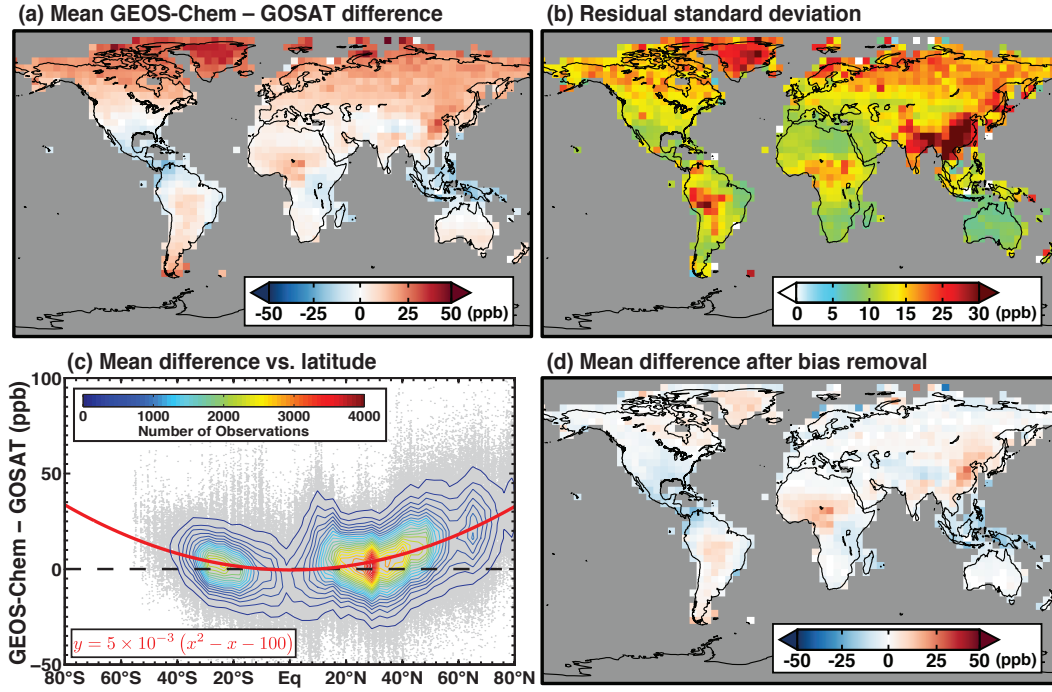 (a) Mean GEOS-Chem – GOSAT difference
-50 -25 0 25 50 (ppb)
(b) Residual standard deviation
0 5 10 15 20 25 30 (ppb)
(c) Mean difference vs. latitude
GEOS-Chem – GOSAT (ppb)
100
50
0
-50
0 1000 2000 3000 4000
Number of Observations
y = 5 × 10⁻³ (x² − x − 100)
80°S 60°S 40°S 20°S Eq 20°N 40°N 60°N 80°N
(d) Mean difference after bias removal
-50 -25 0 25 50 (ppb)